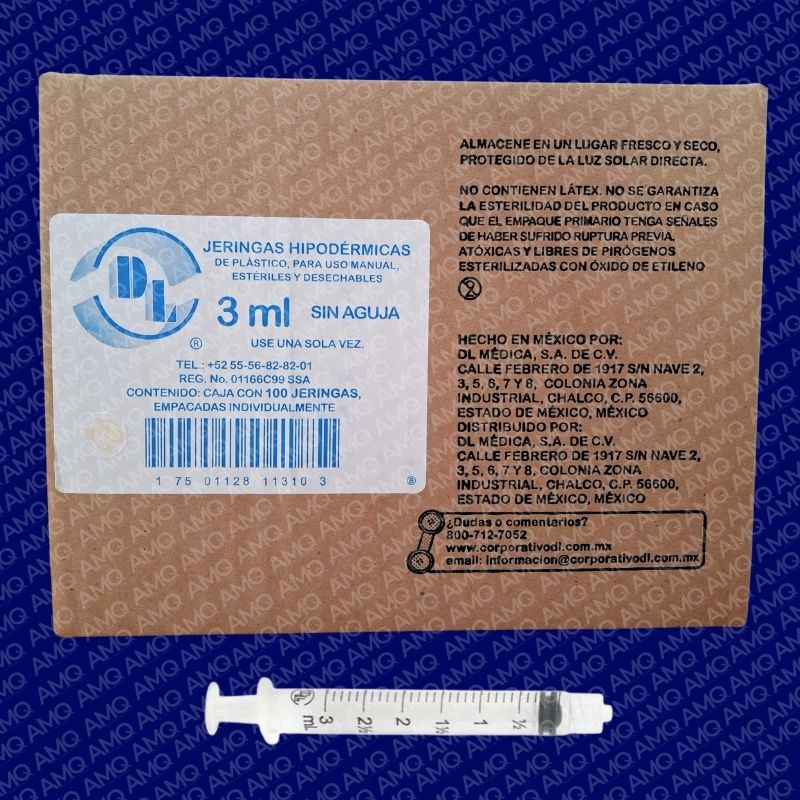 DL
®
JERINGAS HIPODÉRMICAS
DE PLÁSTICO, PARA USO MANUAL,
ESTÉRILES Y DESECHABLES
3 ml SIN AGUJA
USE UNA SOLA VEZ.
TEL.: +52 55-56-82-82-01
REG. No. 01166C99 SSA
CONTENIDO: CAJA CON 100 JERINGAS,
EMPACADAS INDIVIDUALMENTE
1 75 01128 11310 3
®
ALMACENE EN UN LUGAR FRESCO Y SECO,
PROTEGIDO DE LA LUZ SOLAR DIRECTA.
NO CONTIENEN LÁTEX. NO SE GARANTIZA
LA ESTERILIDAD DEL PRODUCTO EN CASO
QUE EL EMPAQUE PRIMARIO TENGA SEÑALES
DE HABER SUFRIDO RUPTURA PREVIA.
ATÓXICAS Y LIBRES DE PIRÓGENOS
ESTERILIZADAS CON ÓXIDO DE ETILENO
2
HECHO EN MÉXICO POR:
DL MÉDICA, S.A. DE C.V.
CALLE FEBRERO DE 1917 S/N NAVE 2,
3, 5, 6, 7 Y 8, COLONIA ZONA
INDUSTRIAL, CHALCO, C.P. 56600,
ESTADO DE MÉXICO, MÉXICO
DISTRIBUIDO POR:
DL MÉDICA, S.A. DE C.V.
CALLE FEBRERO DE 1917 S/N NAVE 2,
3, 5, 6, 7 Y 8, COLONIA ZONA
INDUSTRIAL, CHALCO, C.P. 56600,
ESTADO DE MÉXICO, MÉXICO
¿Dudas o comentarios?
800-712-7052
www.corporativodl.com.mx
email: informacion@corporativodl.com.mx
DL
ml 3 2½ 2 1½ 1 ½
AMQ